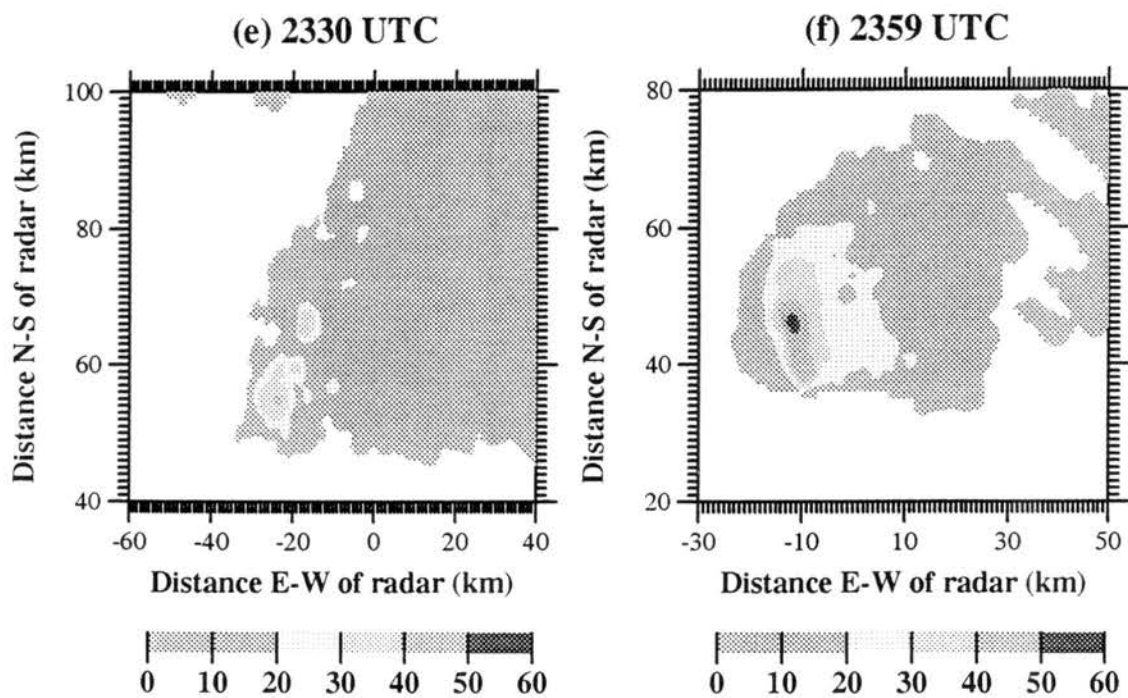 (e) 2330 UTC
(f) 2359 UTC
Distance N-S of radar (km)
100
80
60
40
-60 -40 -20 0 20 40
Distance E-W of radar (km)
0 10 20 30 40 50 60
Distance N-S of radar (km)
80
60
40
20
-30 -10 10 30 50
Distance E-W of radar (km)
0 10 20 30 40 50 60